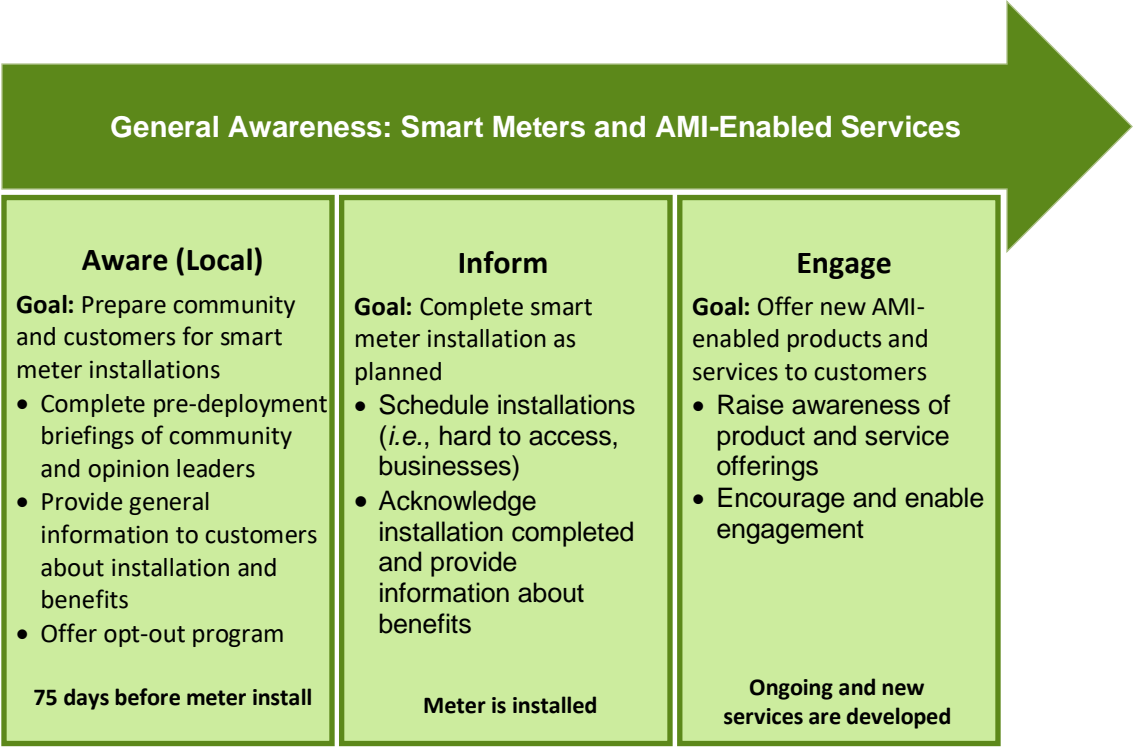 General Awareness: Smart Meters and AMI-Enabled Services
Aware (Local)
Goal: Prepare community
and customers for smart
meter installations
• Complete pre-deployment
briefings of community
and opinion leaders
• Provide general
information to customers
about installation and
benefits
• Offer opt-out program
75 days before meter install
Inform
Goal: Complete smart
meter installation as
planned
• Schedule installations
(i.e., hard to access,
businesses)
• Acknowledge
installation completed
and provide
information about
benefits
Meter is installed
Engage
Goal: Offer new AMI-
enabled products and
services to customers
• Raise awareness of
product and service
offerings
• Encourage and enable
engagement
Ongoing and new
services are developed